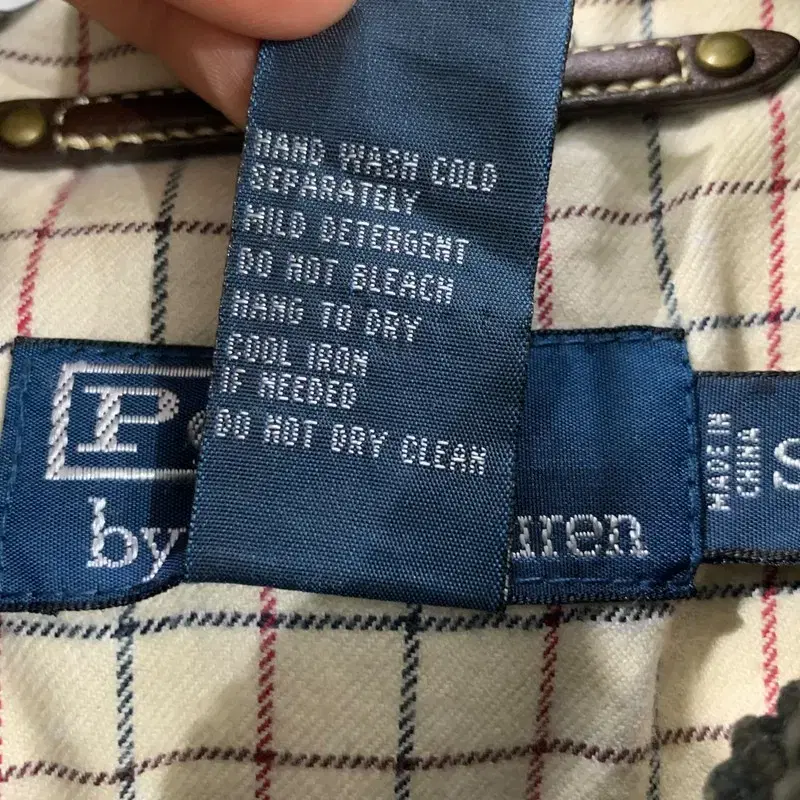 HAND WASH COLD
SEPARATELY
MILD DETERGENT
DO NOT BLEACH
HANG TO DRY
COOL IRON
IF NEEDED
DO NOT DRY CLEAN
P
by uren
MADE IN
CHINA
S